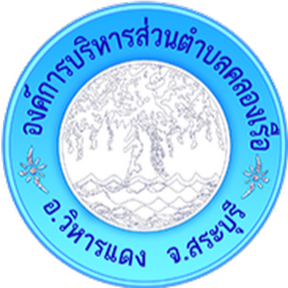 องค์การบริหารส่วนตำบลคลองเรือ
อ.วิหารแดง จ.สระบุรี